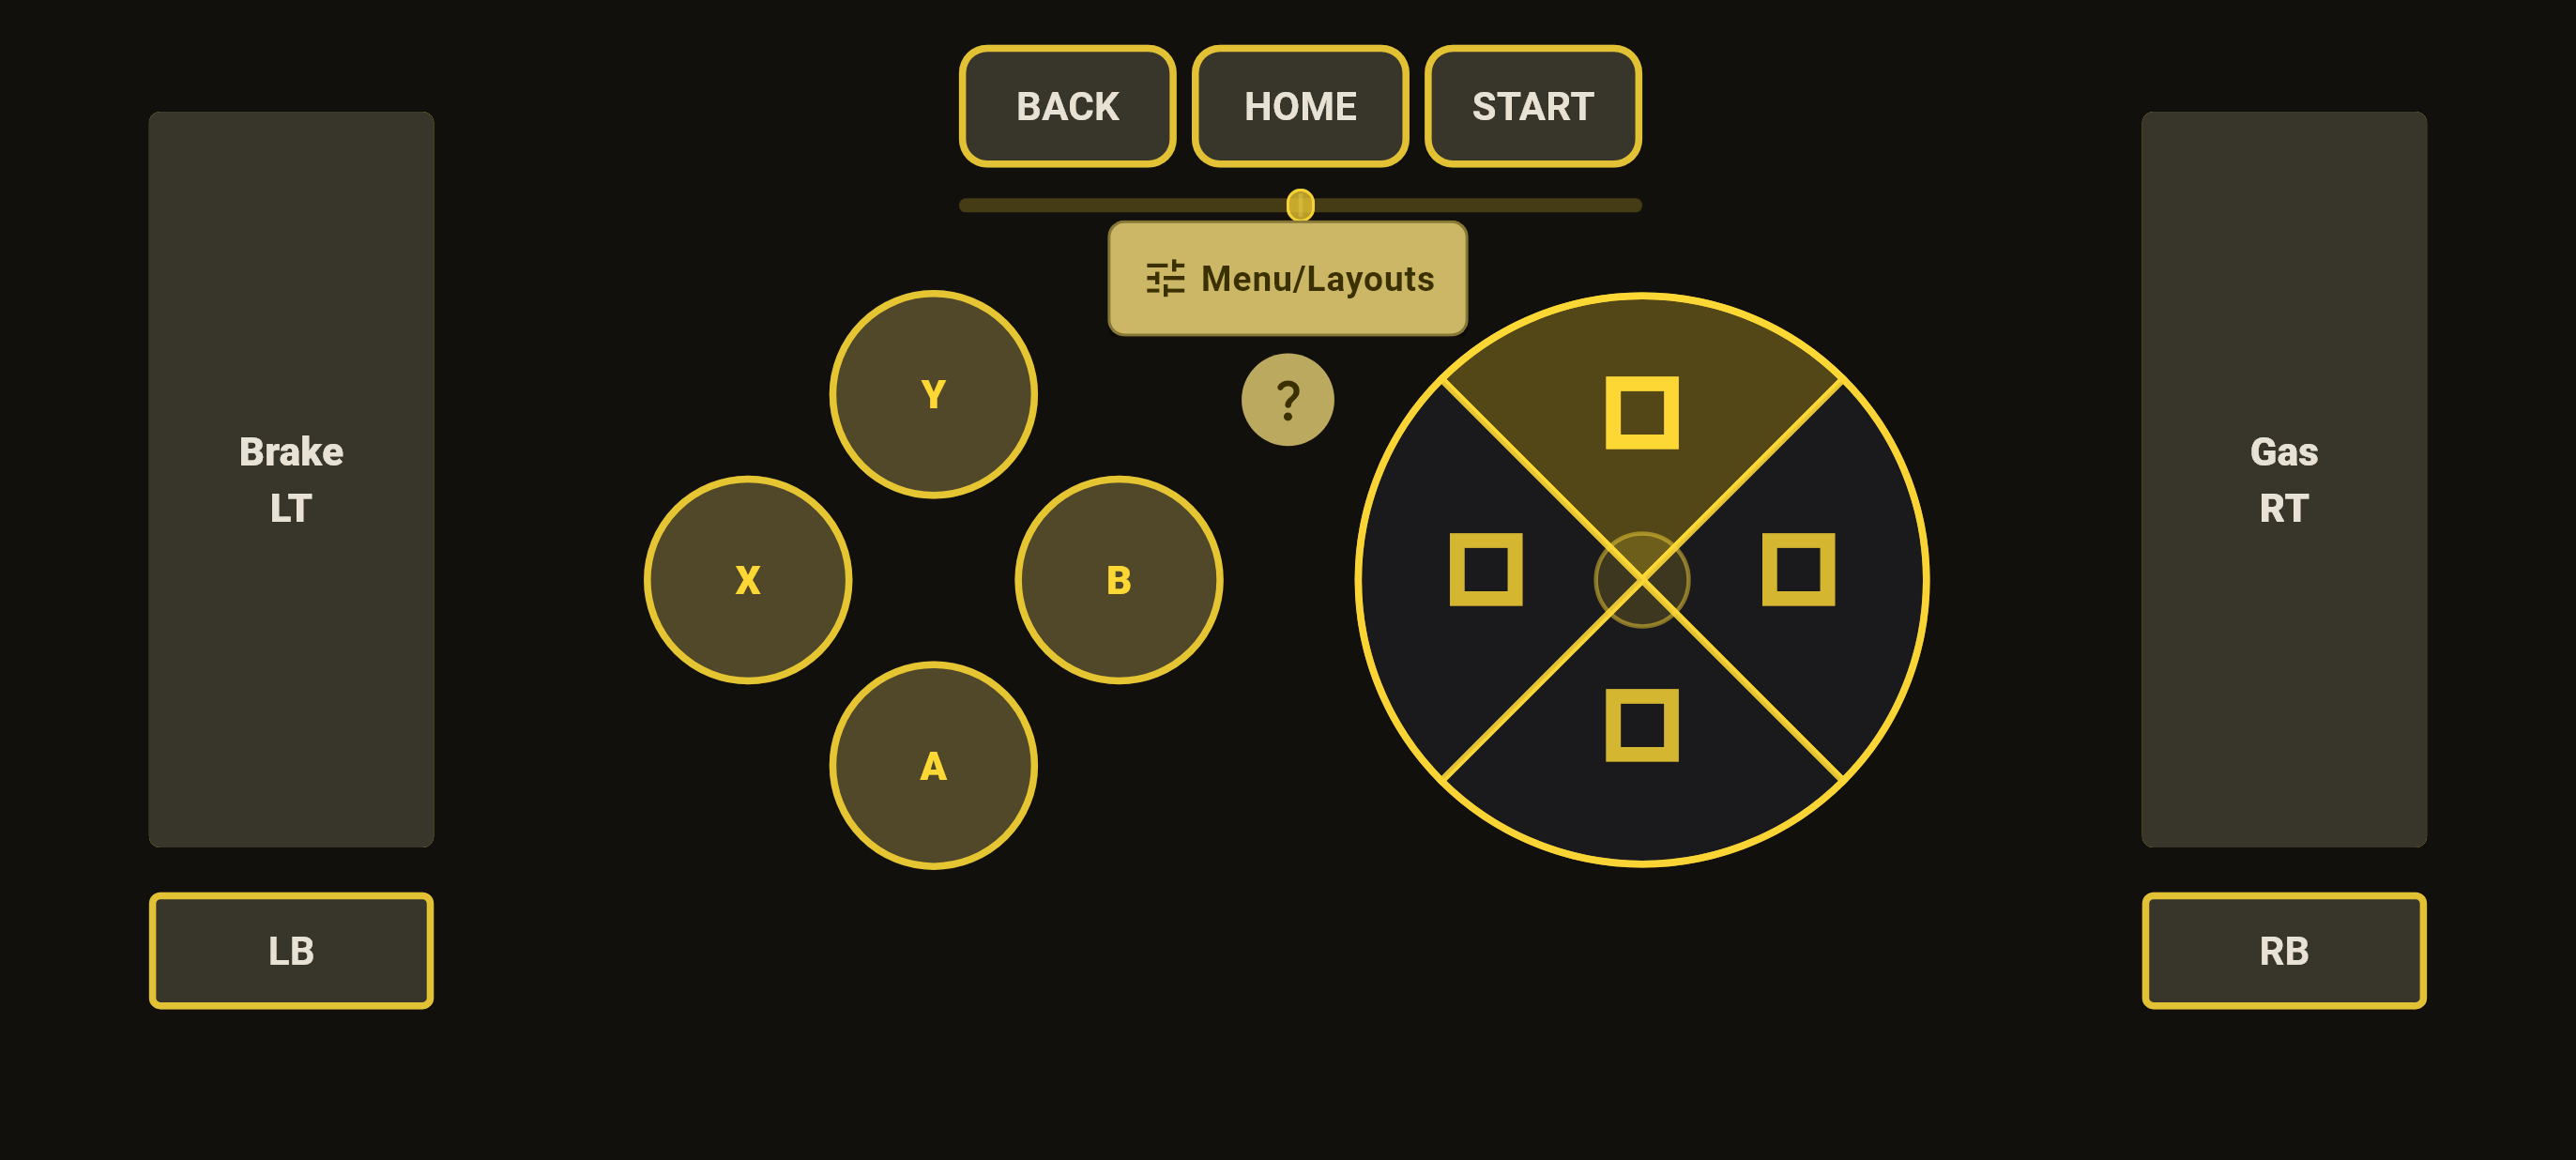 BACK
HOME
START
Menu/Layouts
?
Brake
LT
Y
X
B
A
Gas
RT
LB
RB